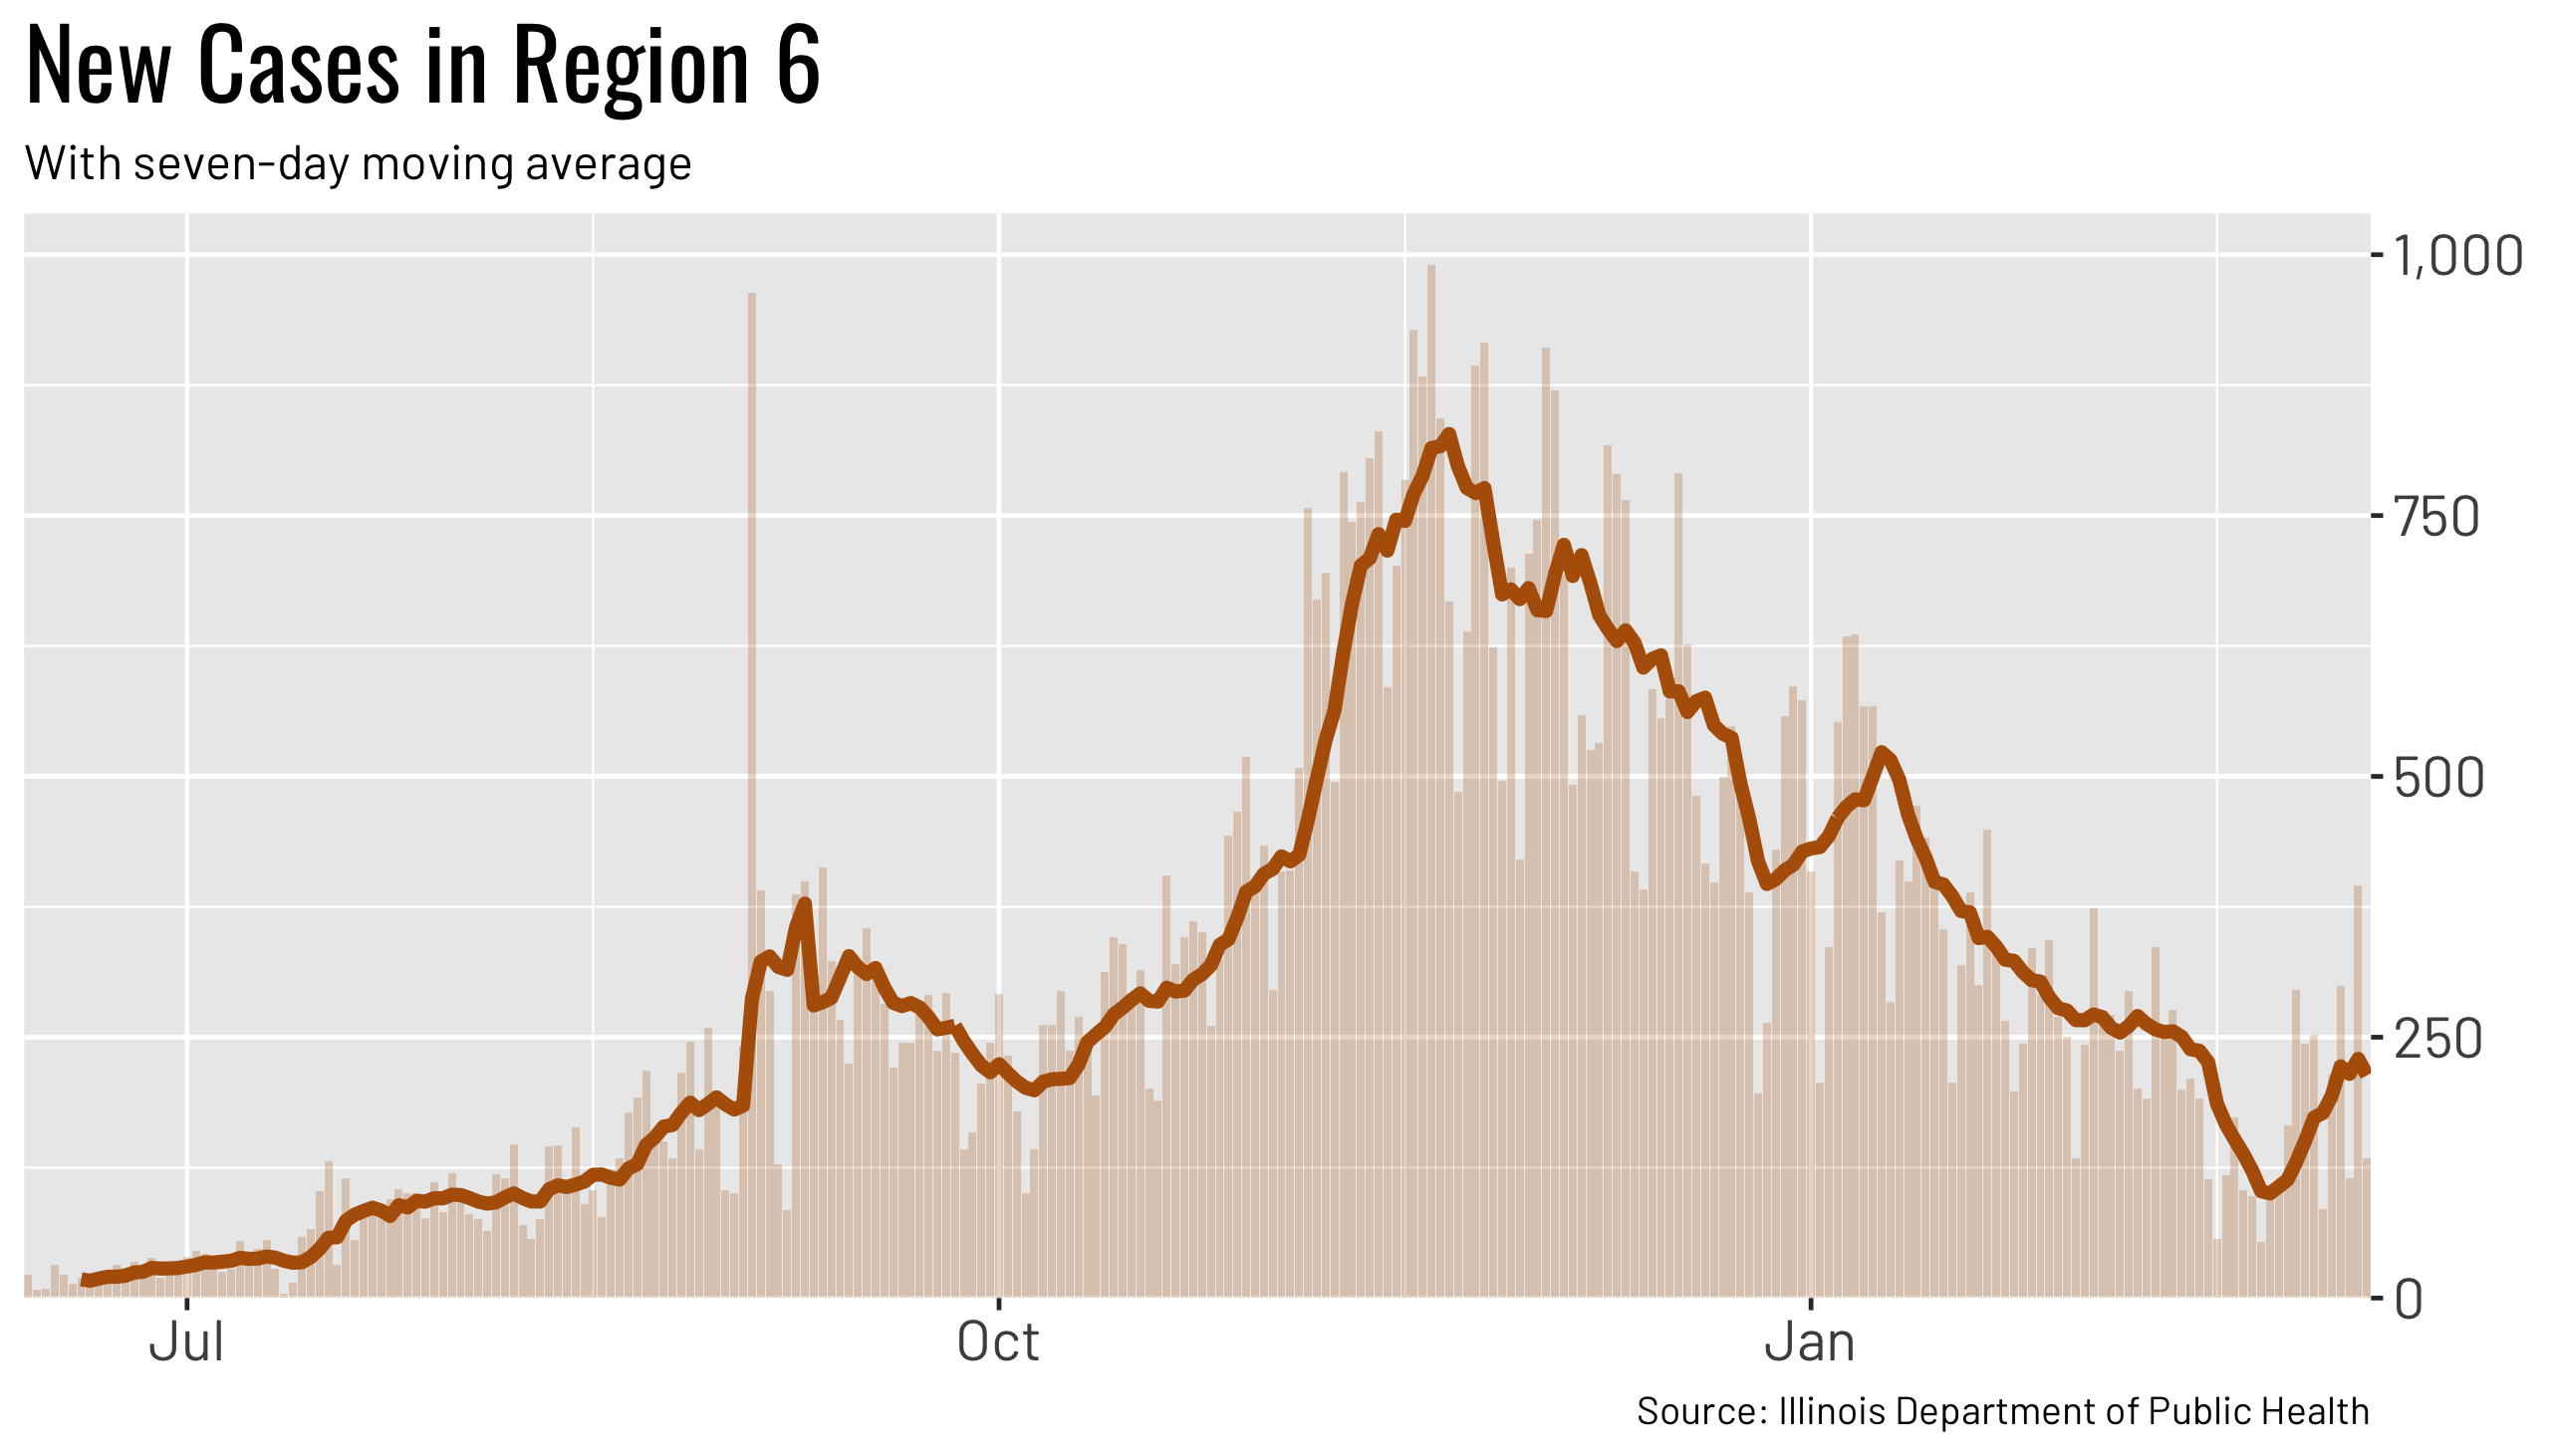 New Cases in Region 6
With seven-day moving average
1,000
750
500
250
0
Jul Oct Jan
Source: Illinois Department of Public Health